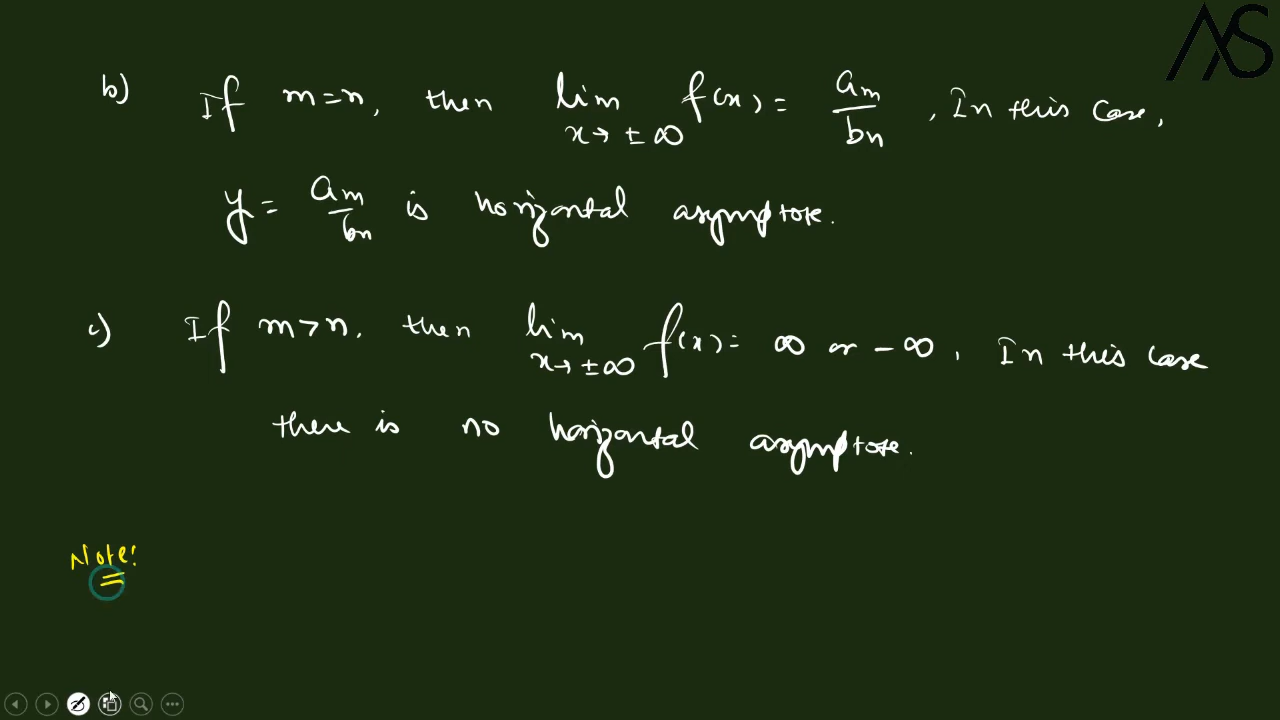 b) If m=n, then lim x→±∞ f(x) = am/bn, In this case,
y = am/bn is horizontal asymptote.
c) If m>n, then lim x→±∞ f(x) = ∞ or -∞, In this case
there is no horizontal asymptote.
Note: